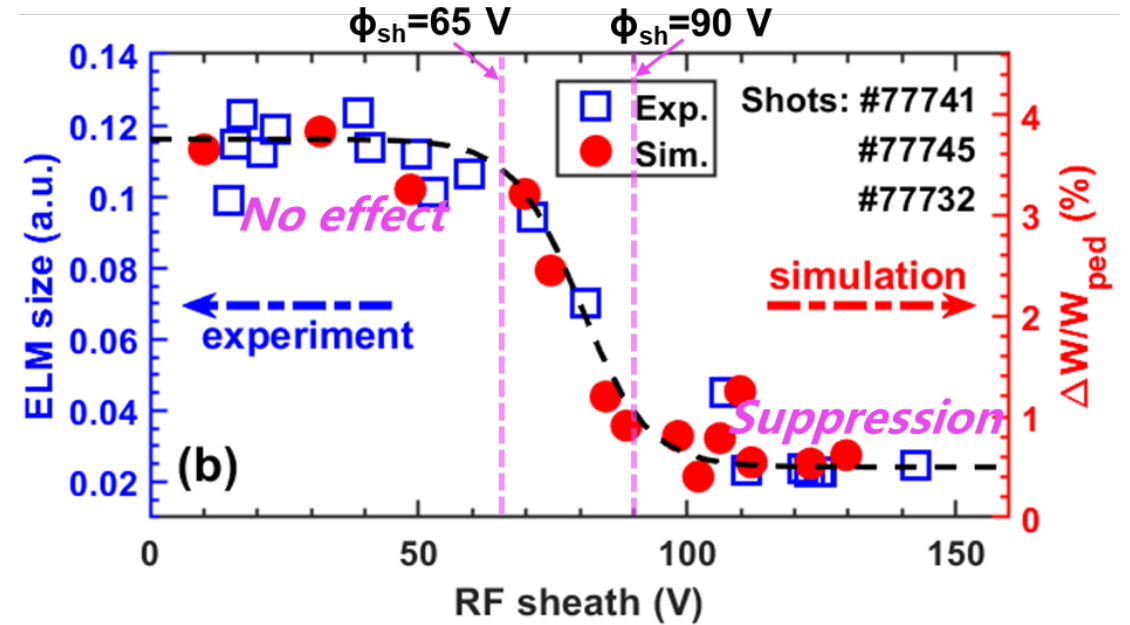 ϕsh=65 V
ϕsh=90 V
0.14
0.12
0.1
0.08
0.06
0.04
0.02
ELM size (a.u.)
Exp.
Sim.
Shots: #77741
#77745
#77732
No effect
experiment
simulation
Suppression
(b)
4
3
2
1
0
△W/Wped (%)
0
50
100
150
RF sheath (V)